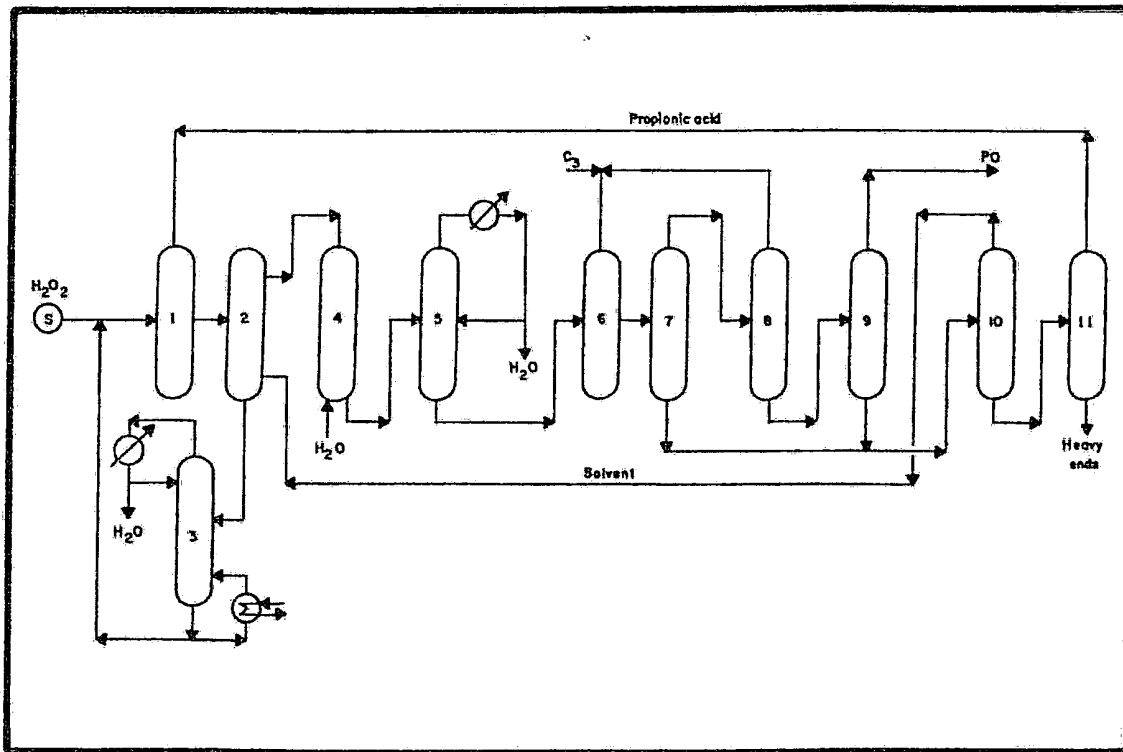 Propionic acid
C3
PO
H2O2
S
1
2
4
5
6
7
8
9
10
11
H2O
H2O
Heavy
ends
Solvent
H2O
3
Σ